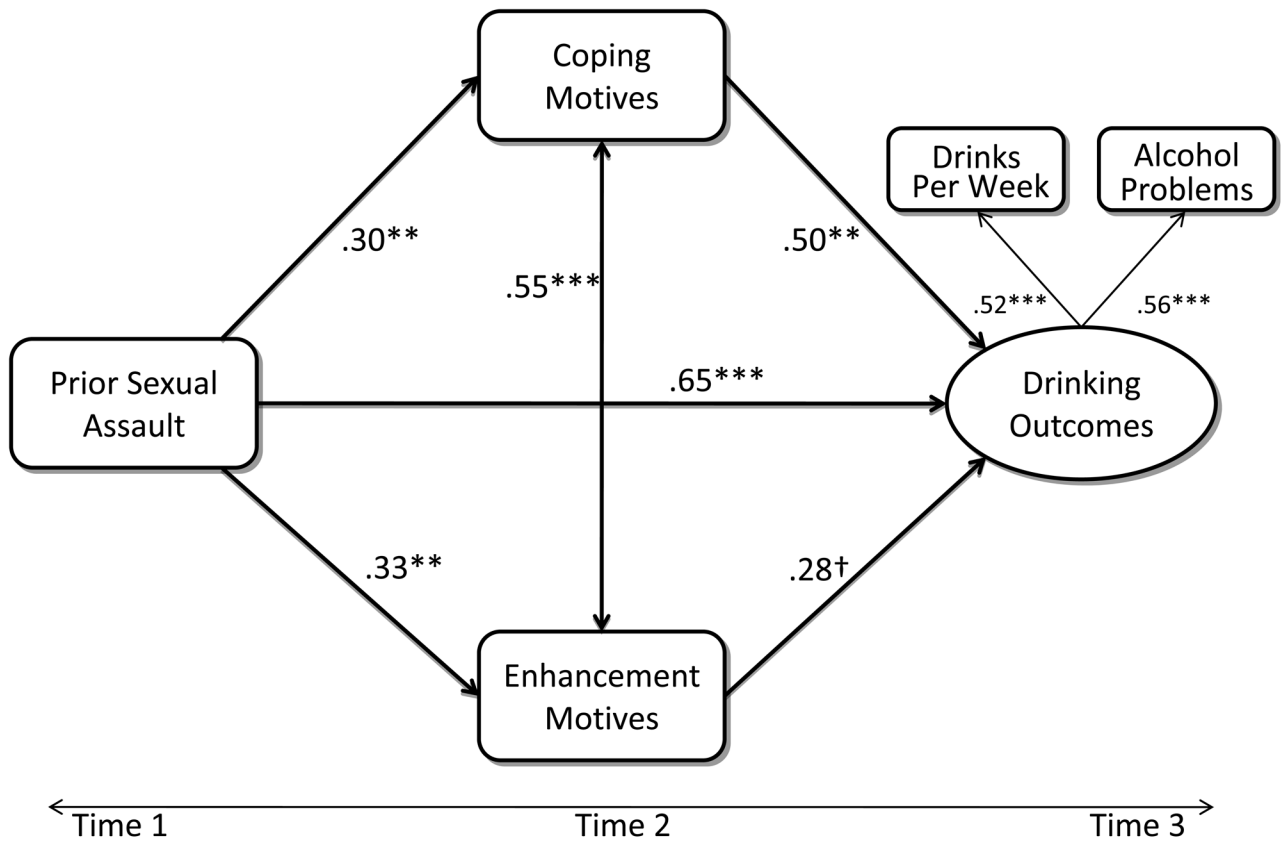 Coping
Motives
Drinks
Per Week
Alcohol
Problems
.30**
.50**
.55***
.52***
.56***
Prior Sexual
Assault
.65***
Drinking
Outcomes
.33**
.28†
Enhancement
Motives
Time 1
Time 2
Time 3